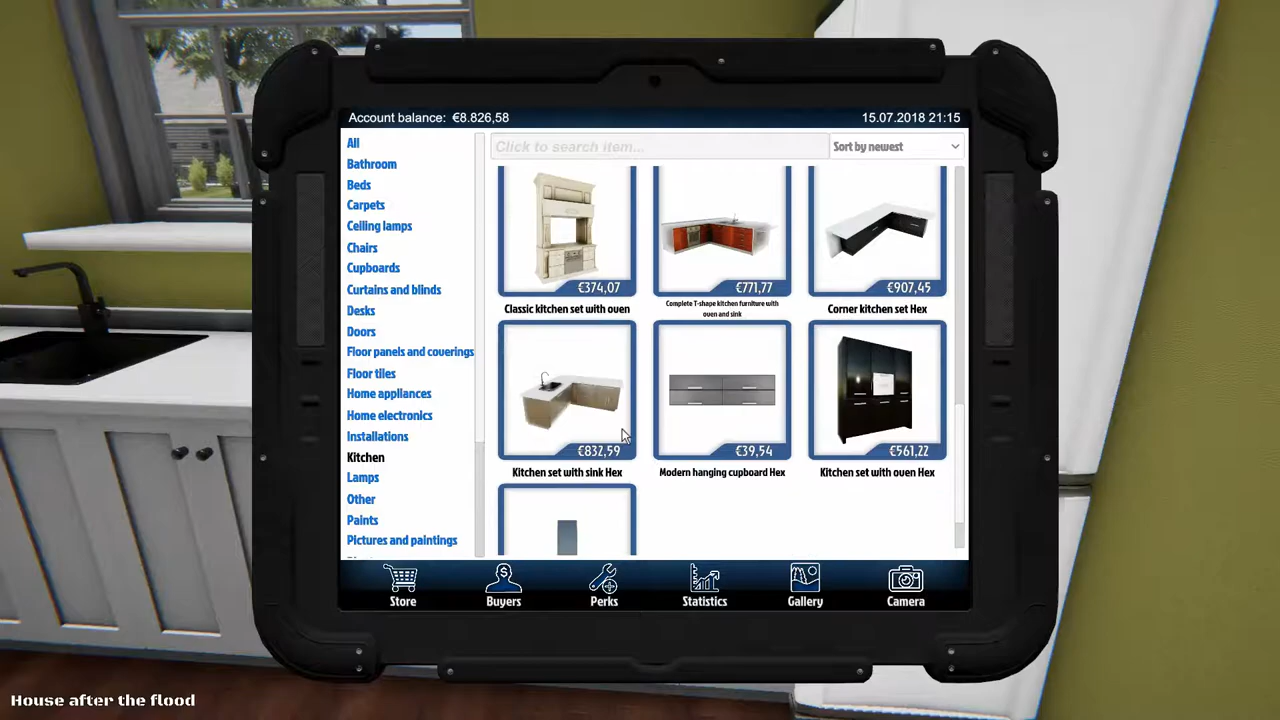 Account balance: €8.826,58
15.07.2018 21:15
All
Bathroom
Beds
Carpets
Ceiling lamps
Chairs
Cupboards
Curtains and blinds
Desks
Doors
Floor panels and coverings
Floor tiles
Home appliances
Home electronics
Installations
Kitchen
Lamps
Other
Paints
Pictures and paintings
Click to search item...
Sort by newest
€374,07
€771,77
€907,45
Classic kitchen set with oven
Complete T-shape kitchen furniture with
oven and sink
Corner kitchen set Hex
€832,59
€39,54
€561,22
Kitchen set with sink Hex
Modern hanging cupboard Hex
Kitchen set with oven Hex
Store
Buyers
Perks
Statistics
Gallery
Camera
House after the flood